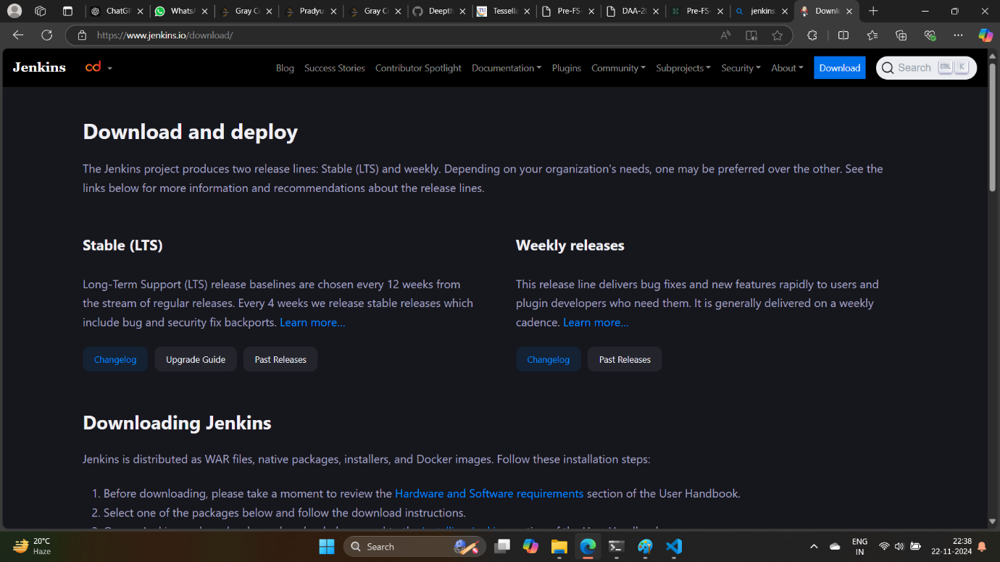 ChatGF
WhatsA
Gray Co
Pradyu
Gray Co
Deepth
Tessella
Pre-FS-
DAA-20
Pre-FS-
jenkins
Downlo
https://www.jenkins.io/download/
Jenkins
cd
Blog
Success Stories
Contributor Spotlight
Documentation
Plugins
Community
Subprojects
Security
About
Download
Search
CTRL
K
Download and deploy
The Jenkins project produces two release lines: Stable (LTS) and weekly. Depending on your organization's needs, one may be preferred over the other. See the
links below for more information and recommendations about the release lines.
Stable (LTS)
Long-Term Support (LTS) release baselines are chosen every 12 weeks from
the stream of regular releases. Every 4 weeks we release stable releases which
include bug and security fix backports. Learn more...
Changelog
Upgrade Guide
Past Releases
Weekly releases
This release line delivers bug fixes and new features rapidly to users and
plugin developers who need them. It is generally delivered on a weekly
cadence. Learn more...
Changelog
Past Releases
Downloading Jenkins
Jenkins is distributed as WAR files, native packages, installers, and Docker images. Follow these installation steps:
1. Before downloading, please take a moment to review the Hardware and Software requirements section of the User Handbook.
2. Select one of the packages below and follow the download instructions.
20°C
Haze
Search
ENG
IN
22:38
22-11-2024